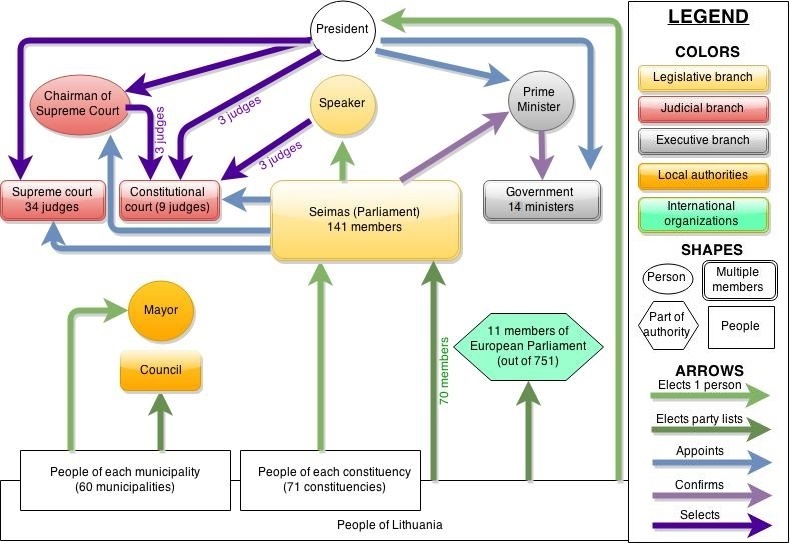 President
Chairman of
Supreme Court
3 judges
3 judges
Speaker
3 judges
Prime
Minister
Supreme court
34 judges
Constitutional
court (9 judges)
Seimas (Parliament)
141 members
Government
14 ministers
Mayor
Council
70 members
11 members of
European Parliament
(out of 751)
People of each municipality
(60 municipalities)
People of each constituency
(71 constituencies)
People of Lithuania
LEGEND
COLORS
Legislative branch
Judicial branch
Executive branch
Local authorities
International
organizations
SHAPES
Person
Multiple
members
Part of
authority
People
ARROWS
Elects 1 person
Elects party lists
Appoints
Confirms
Selects